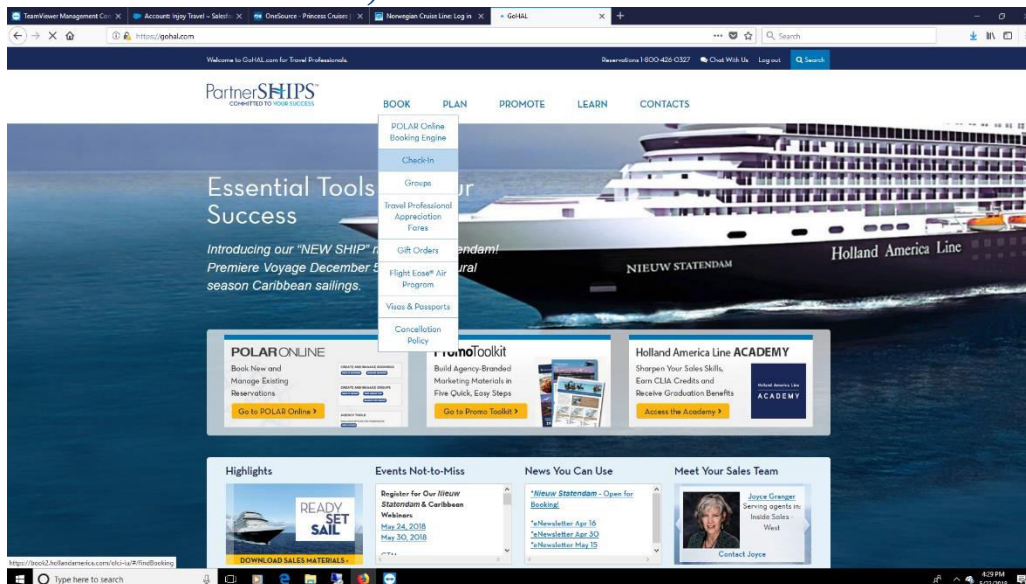 TeamViewer Management Con
Account: Injoy Travel ~ Salesfor
OneSource - Princess Cruises |
Norwegian Cruise Line: Log in
GoHAL
https://gohal.com
Search
Welcome to GoHAL.com for Travel Professionals.
Reservations 1-800-426-0327
Chat With Us
Log out
Search
PartnerSHIPS
COMMITTED TO YOUR SUCCESS
BOOK
PLAN
PROMOTE
LEARN
CONTACTS
POLAR Online
Booking Engine
Check-In
Groups
Travel Professional
Appreciation
Fares
Gift Orders
Flight Ease® Air
Program
Visas & Passports
Cancellation
Policy
Essential Tools ur
Success
Introducing our "NEW SHIP" endam!
Premiere Voyage December ural
season Caribbean sailings.
NIEUW STATENDAM
Holland America Line
POLAR ONLINE
Book New and
Manage Existing
Reservations
Go to POLAR Online >
AGENCY TOOLS
PromoToolkit
Build Agency-Branded
Marketing Materials in
Five Quick, Easy Steps
Go to Promo Toolkit >
Holland America Line ACADEMY
Sharpen Your Sales Skills,
Earn CLIA Credits and
Receive Graduation Benefits
Access the Academy >
Holland America Line
ACADEMY
Highlights
READY
SET
SAIL
DOWNLOAD SALES MATERIALS
Events Not-to-Miss
Register for Our Nieuw
Statendam & Caribbean
Webinars
May 24, 2018
May 30, 2018
News You Can Use
*Nieuw Statendam - Open for
Booking!
*eNewsletter Apr 16
*eNewsletter Apr 30
*eNewsletter May 15
Meet Your Sales Team
Joyce Granger
Serving agents in:
Inside Sales -
West
Contact Joyce
https://book2.hollandamerica.com/olci-ia/#/findBooking
Type here to search
4:29 PM
5/23/2018